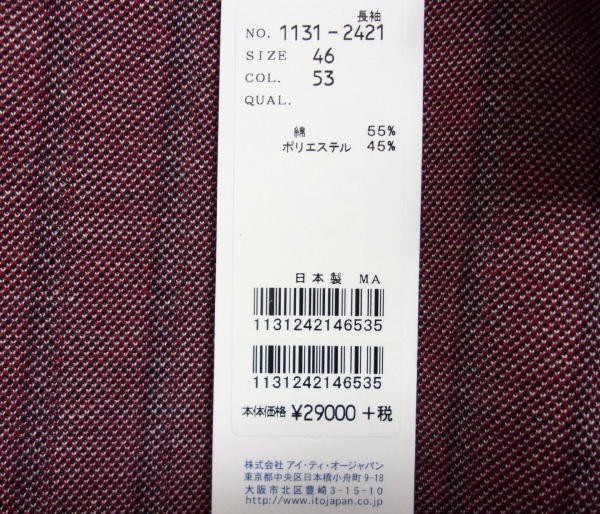 長袖
NO. 1131-2421
SIZE 46
COL. 53
QUAL.
綿 55%
ポリエステル 45%
日本製 MA
1131242146535
1131242146535
本体価格 ¥29000 +税
株式会社 アイ・ティ・オージャパン
東京都中央区日本橋小舟町9-18
大阪市北区豊崎3-15-10
http://www.itojapan.co.jp